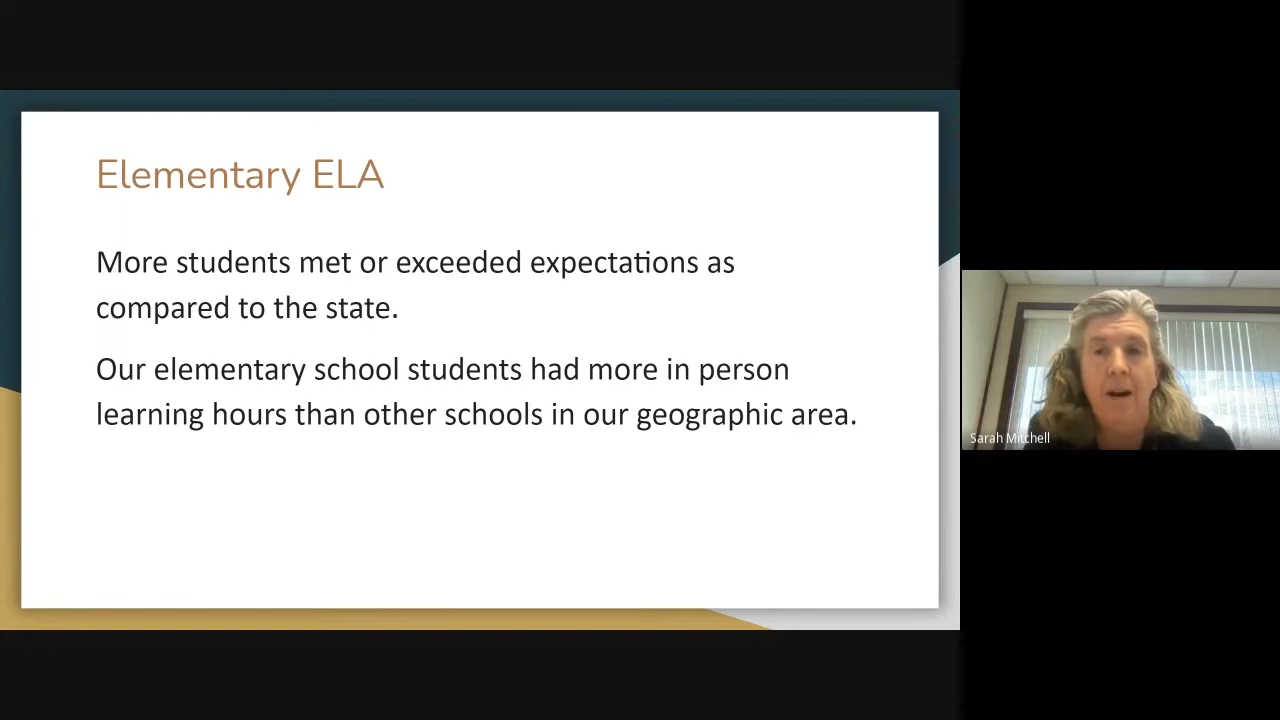 Elementary ELA
More students met or exceeded expectations as
compared to the state.
Our elementary school students had more in person
learning hours than other schools in our geographic area.
Sarah Mitchell